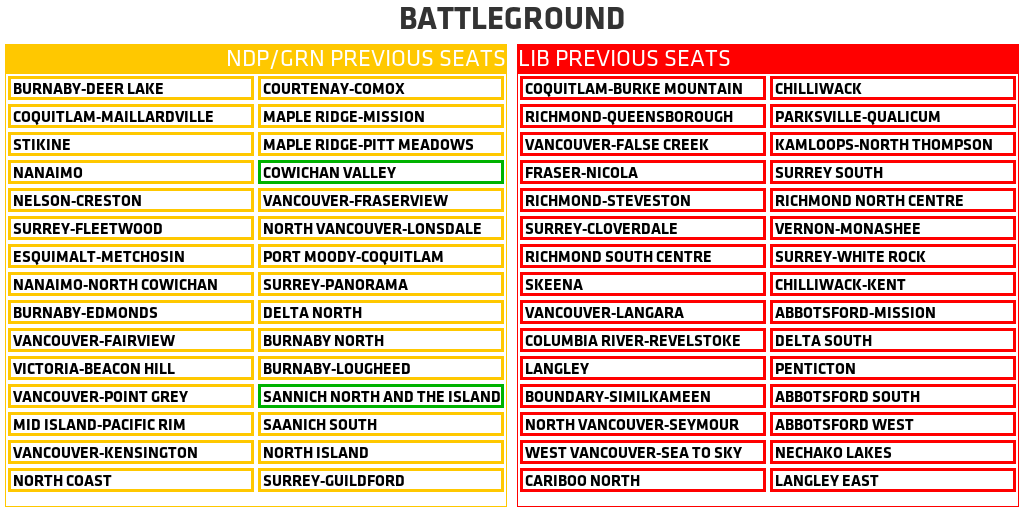 BATTLEGROUND
NDP/GRN PREVIOUS SEATS
BURNABY-DEER LAKE
COQUITLAM-MAILLARDVILLE
STIKINE
NANAIMO
NELSON-CRESTON
SURREY-FLEETWOOD
ESQUIMALT-METCHOSIN
NANAIMO-NORTH COWICHAN
BURNABY-EDMONDS
VANCOUVER-FAIRVIEW
VICTORIA-BEACON HILL
VANCOUVER-POINT GREY
MID ISLAND-PACIFIC RIM
VANCOUVER-KENSINGTON
NORTH COAST
COURTENAY-COMOX
MAPLE RIDGE-MISSION
MAPLE RIDGE-PITT MEADOWS
COWICHAN VALLEY
VANCOUVER-FRASERVIEW
NORTH VANCOUVER-LONSDALE
PORT MOODY-COQUITLAM
SURREY-PANORAMA
DELTA NORTH
BURNABY NORTH
BURNABY-LOUGHEED
SANNICH NORTH AND THE ISLAND
SAANICH SOUTH
NORTH ISLAND
SURREY-GUILDFORD
LIB PREVIOUS SEATS
COQUITLAM-BURKE MOUNTAIN
RICHMOND-QUEENSBOROUGH
VANCOUVER-FALSE CREEK
FRASER-NICOLA
RICHMOND-STEVESTON
SURREY-CLOVERDALE
RICHMOND SOUTH CENTRE
SKEENA
VANCOUVER-LANGARA
COLUMBIA RIVER-REVELSTOKE
LANGLEY
BOUNDARY-SIMILKAMEEN
NORTH VANCOUVER-SEYMOUR
WEST VANCOUVER-SEA TO SKY
CARIBOO NORTH
CHILLIWACK
PARKSVILLE-QUALICUM
KAMLOOPS-NORTH THOMPSON
SURREY SOUTH
RICHMOND NORTH CENTRE
VERNON-MONASHEE
SURREY-WHITE ROCK
CHILLIWACK-KENT
ABBOTSFORD-MISSION
DELTA SOUTH
PENTICTON
ABBOTSFORD SOUTH
ABBOTSFORD WEST
NECHAKO LAKES
LANGLEY EAST